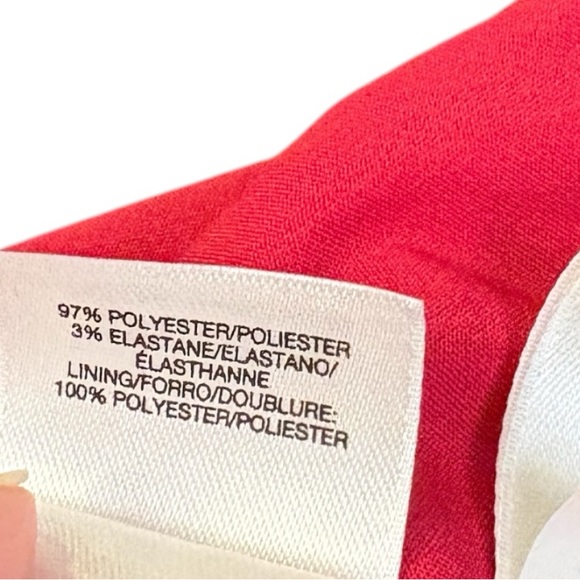 97% POLYESTER/POLIESTER
3% ELASTANE/ELASTANO/
ÉLASTHANNE
LINING/FORRO/DOUBLURE:
100% POLYESTER/POLIESTER